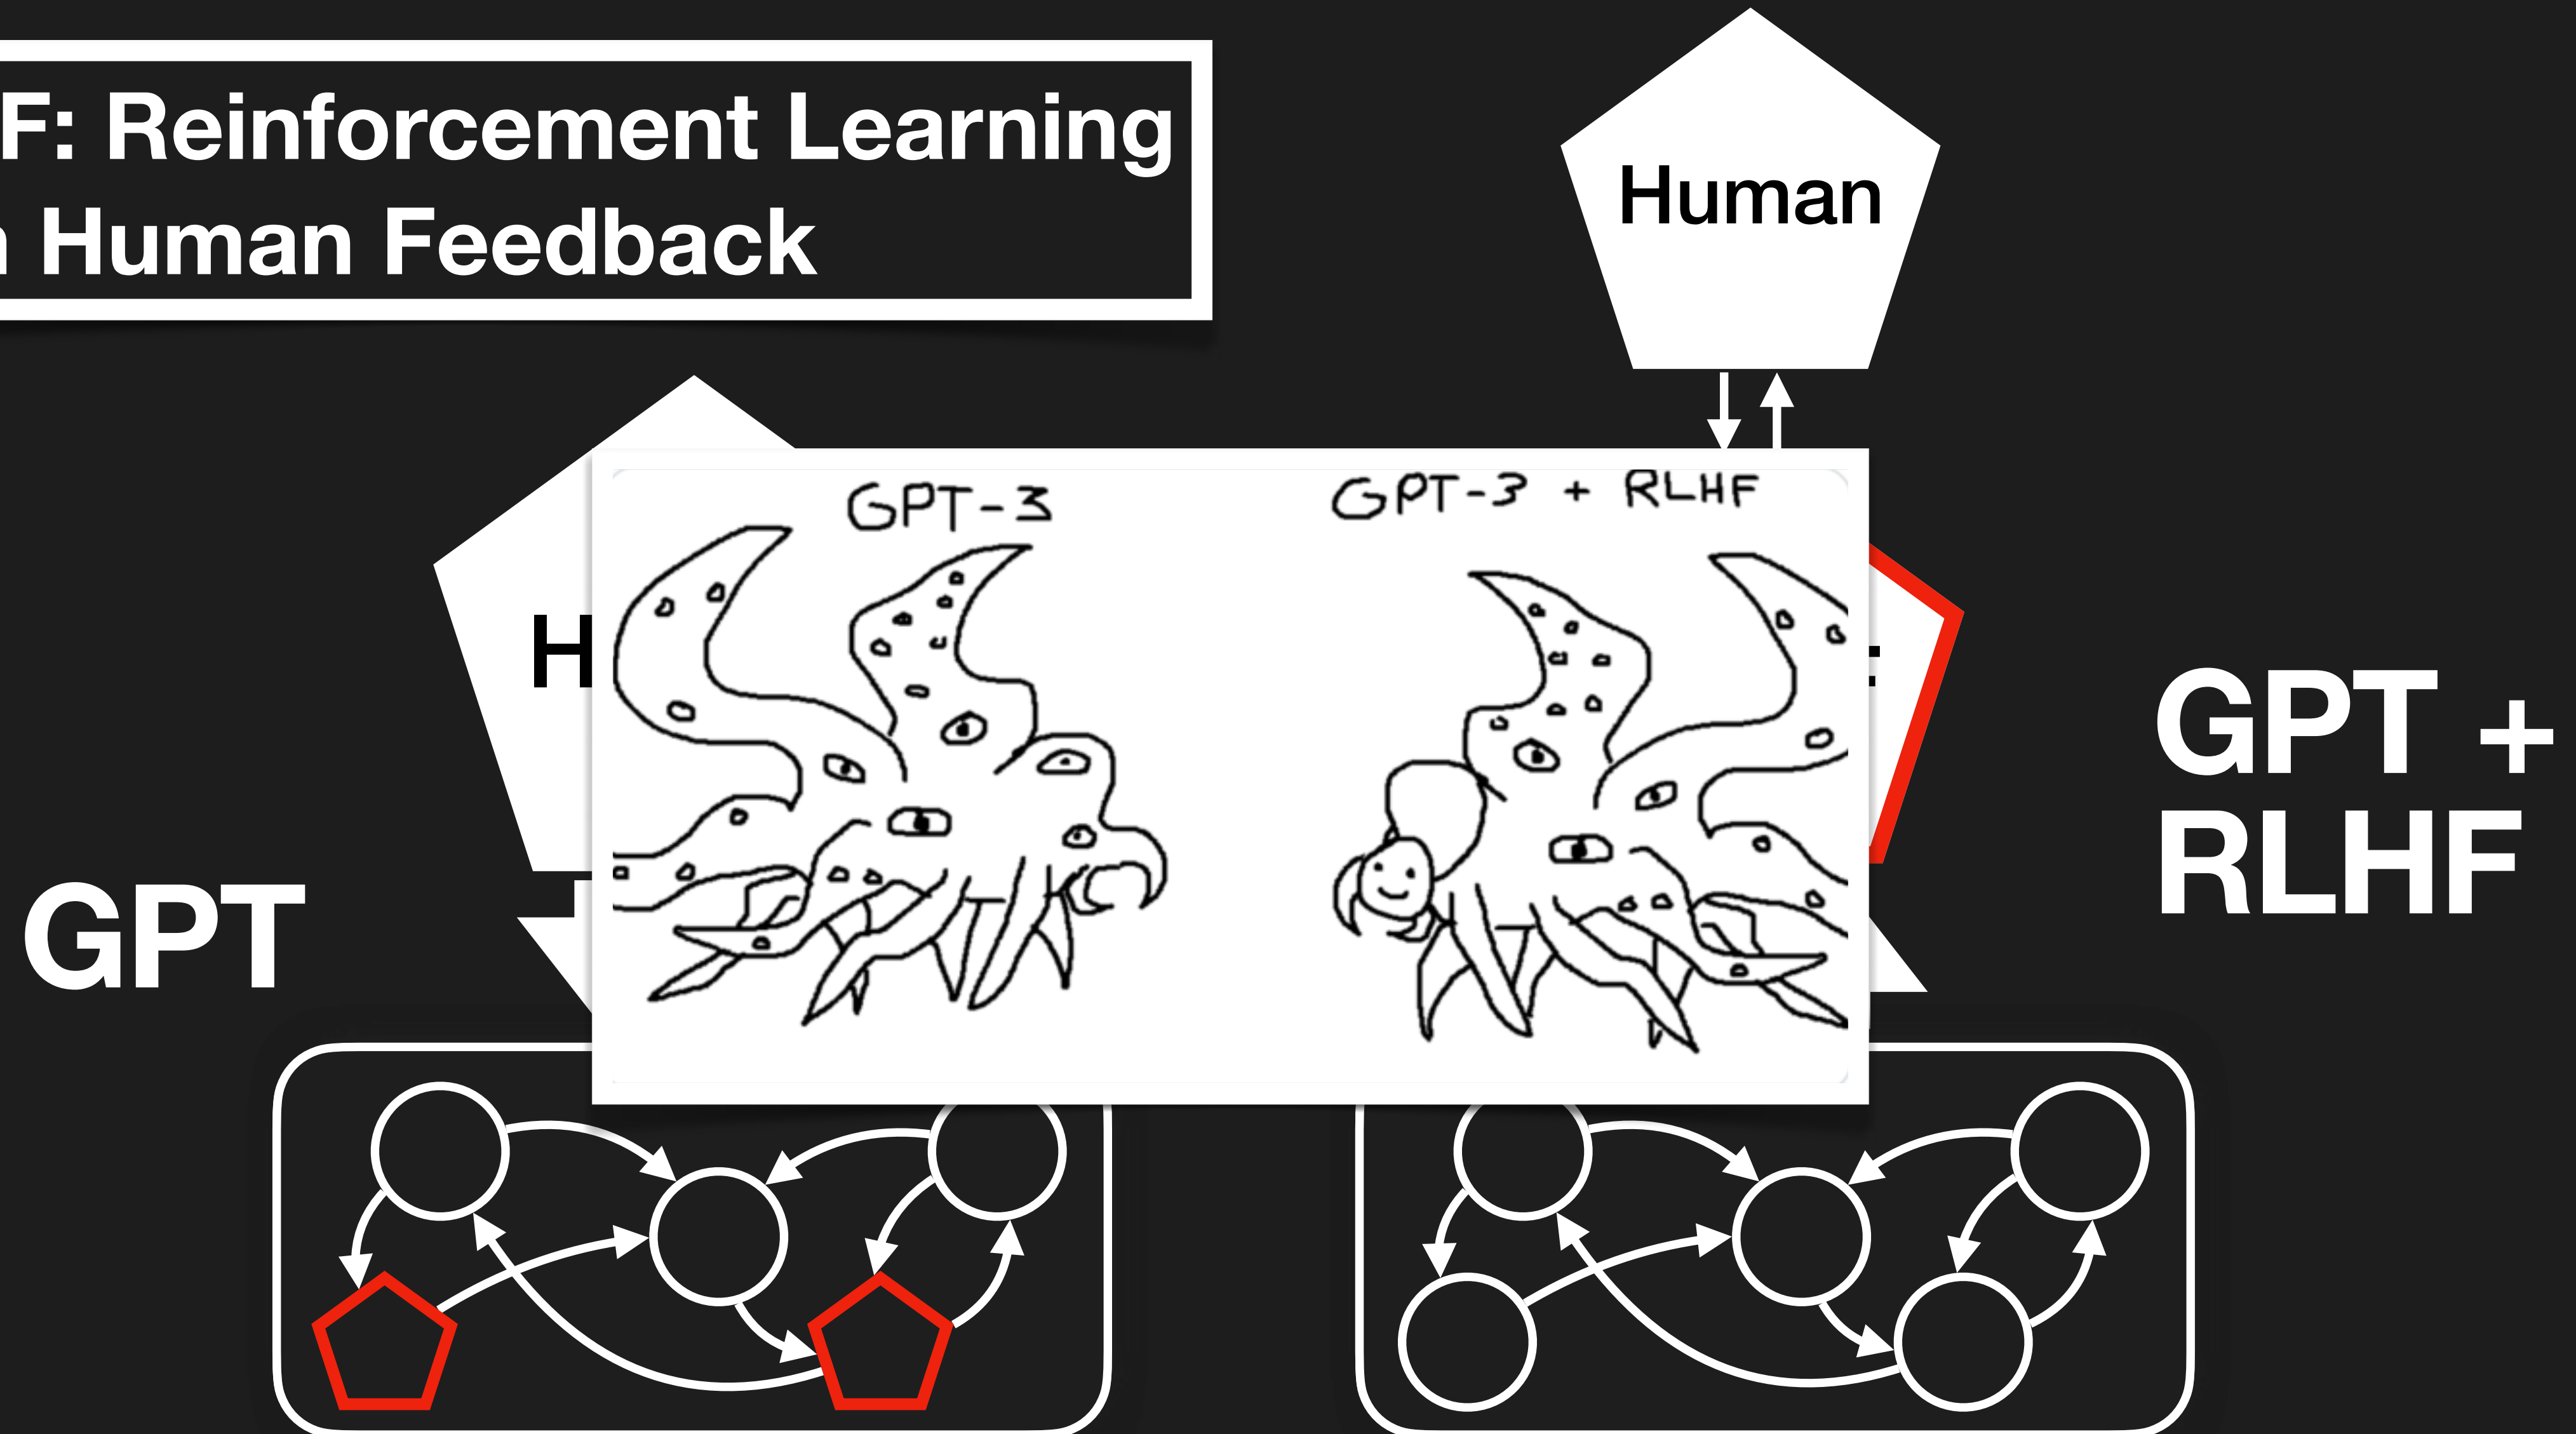 F: Reinforcement Learning
Human Feedback
Human
GPT-3
GPT-3 + RLHF
H
GPT
GPT +
RLHF